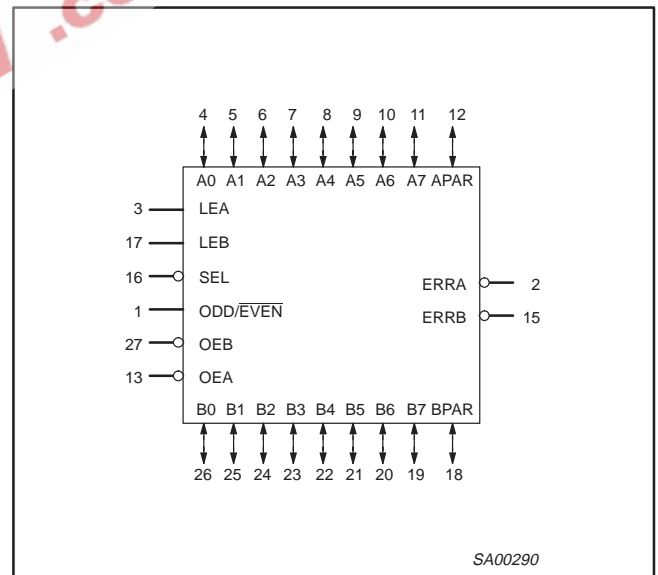 .co
4 5 6 7 8 9 10 11 12
A0 A1 A2 A3 A4 A5 A6 A7 APAR
3 LEA
17 LEB
16 SEL
ERRA 2
1 ODD/EVEN
ERRB 15
27 OEB
13 OEA
B0 B1 B2 B3 B4 B5 B6 B7 BPAR
26 25 24 23 22 21 20 19 18
SA00290